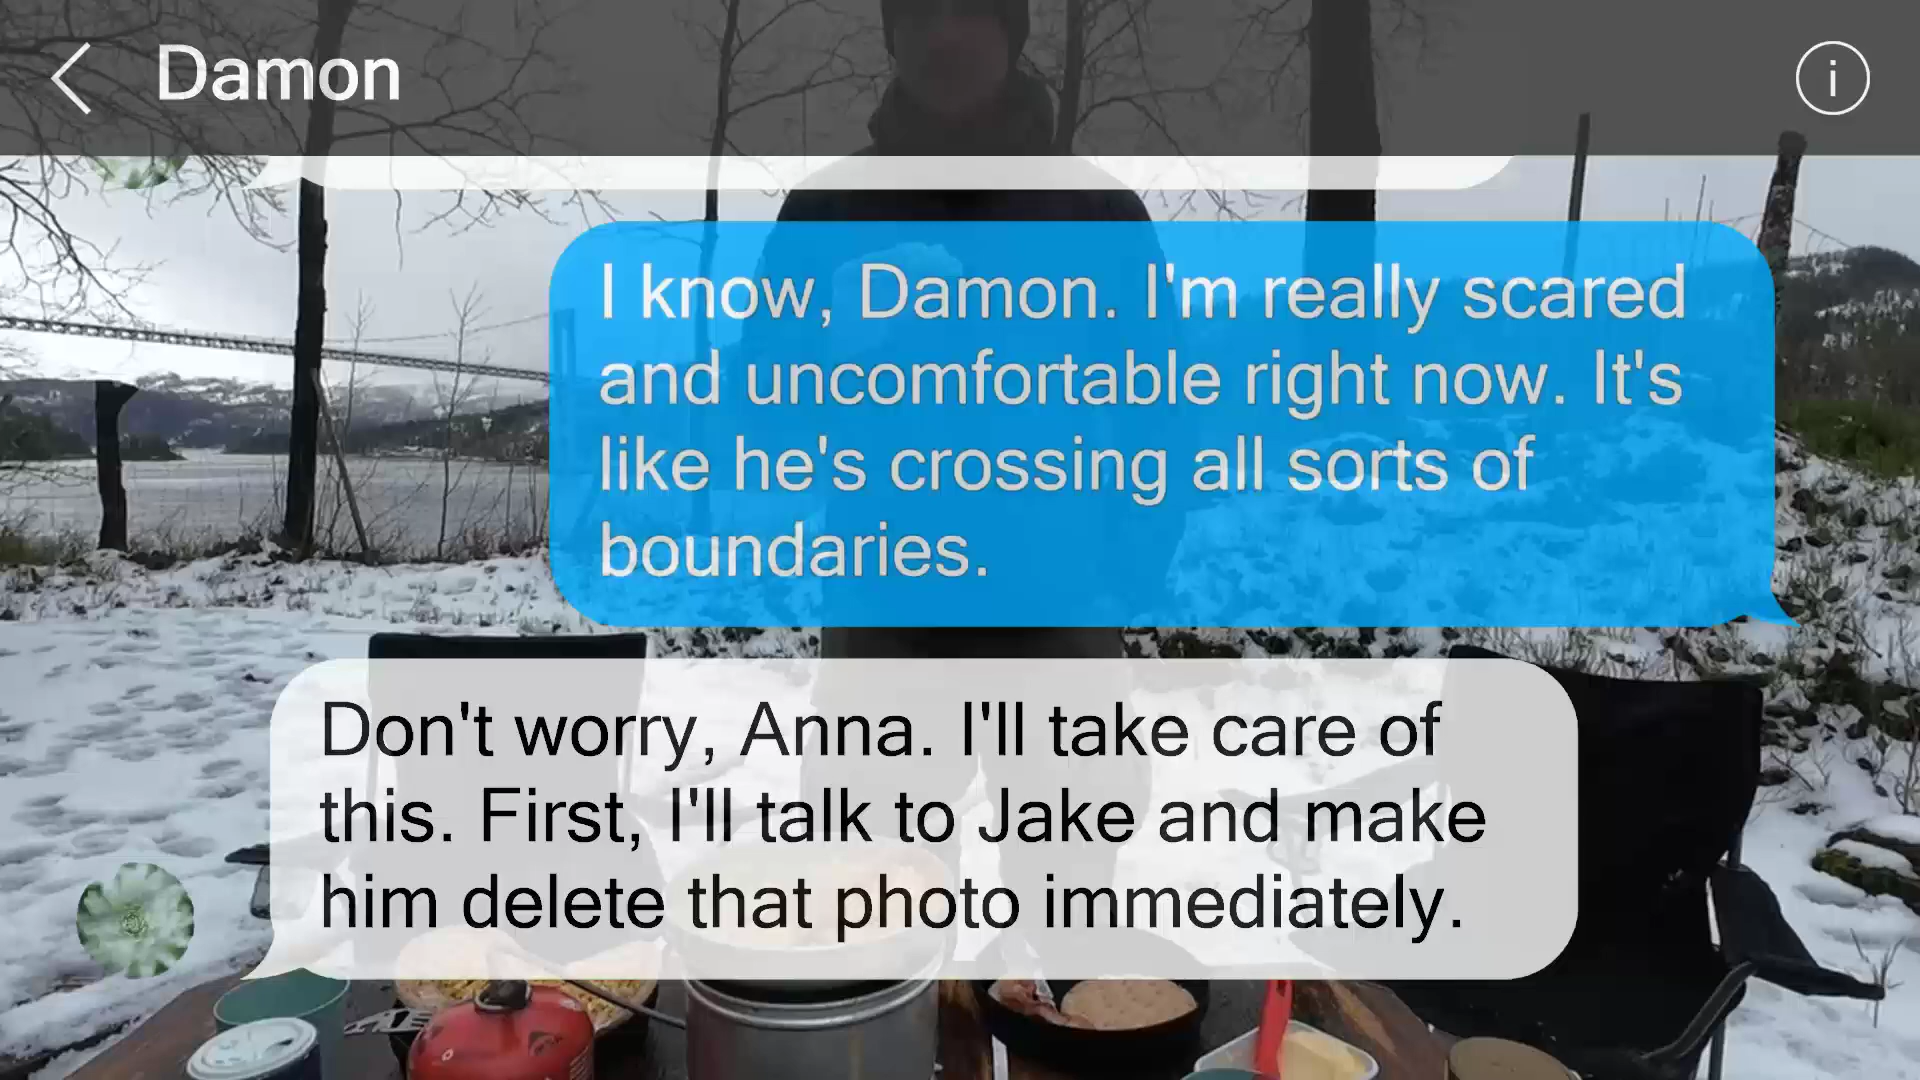 Damon
i
I know, Damon. I'm really scared
and uncomfortable right now. It's
like he's crossing all sorts of
boundaries.
Don't worry, Anna. I'll take care of
this. First, I'll talk to Jake and make
him delete that photo immediately.